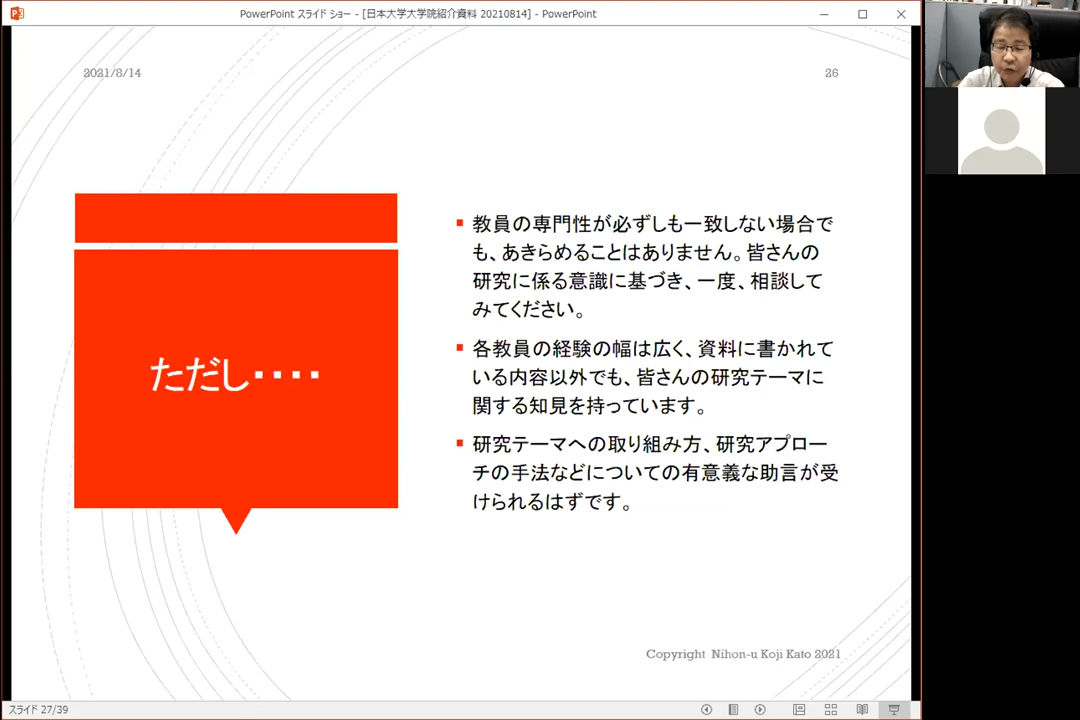 PowerPoint スライド ショー - [日本大学大学院紹介資料 20210814] - PowerPoint
2021/8/14
26
ただし・・・・
教員の専門性が必ずしも一致しない場合で
も、あきらめることはありません。皆さんの
研究に係る意識に基づき、一度、相談して
みてください。
各教員の経験の幅は広く、資料に書かれて
いる内容以外でも、皆さんの研究テーマに
関する知見を持っています。
研究テーマへの取り組み方、研究アプロー
チの手法などについての有意義な助言が受
けられるはずです。
Copyright Nihon-u Koji Kato 2021
スライド 27/39